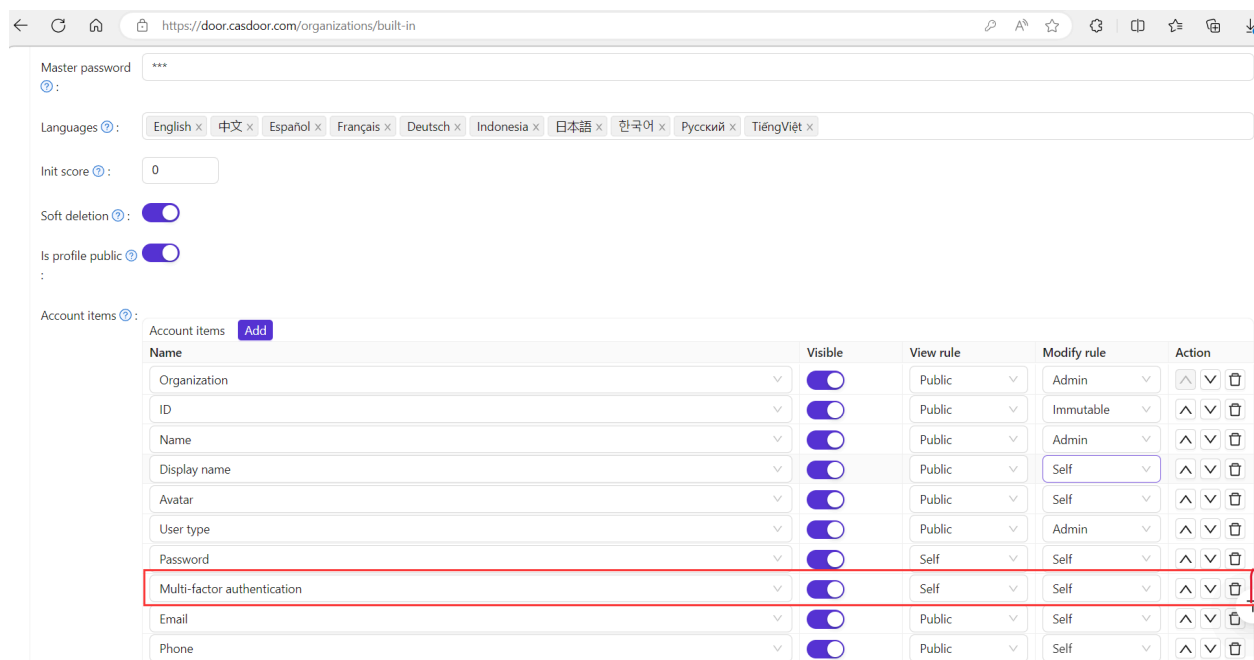 https://door.casdoor.com/organizations/built-in
Master password
:
***
Languages :
English x 中文 x Español x Français x Deutsch x Indonesia x 日本語 x 한국어 x Русский x TiếngViệt x
Init score :
0
Soft deletion :
Is profile public
:
Account items :
Account items Add
Name Visible View rule Modify rule Action
Organization Public Admin
ID Public Immutable
Name Public Admin
Display name Public Self
Avatar Public Self
User type Public Admin
Password Self Self
Multi-factor authentication Self Self
Email Public Self
Phone Public Self